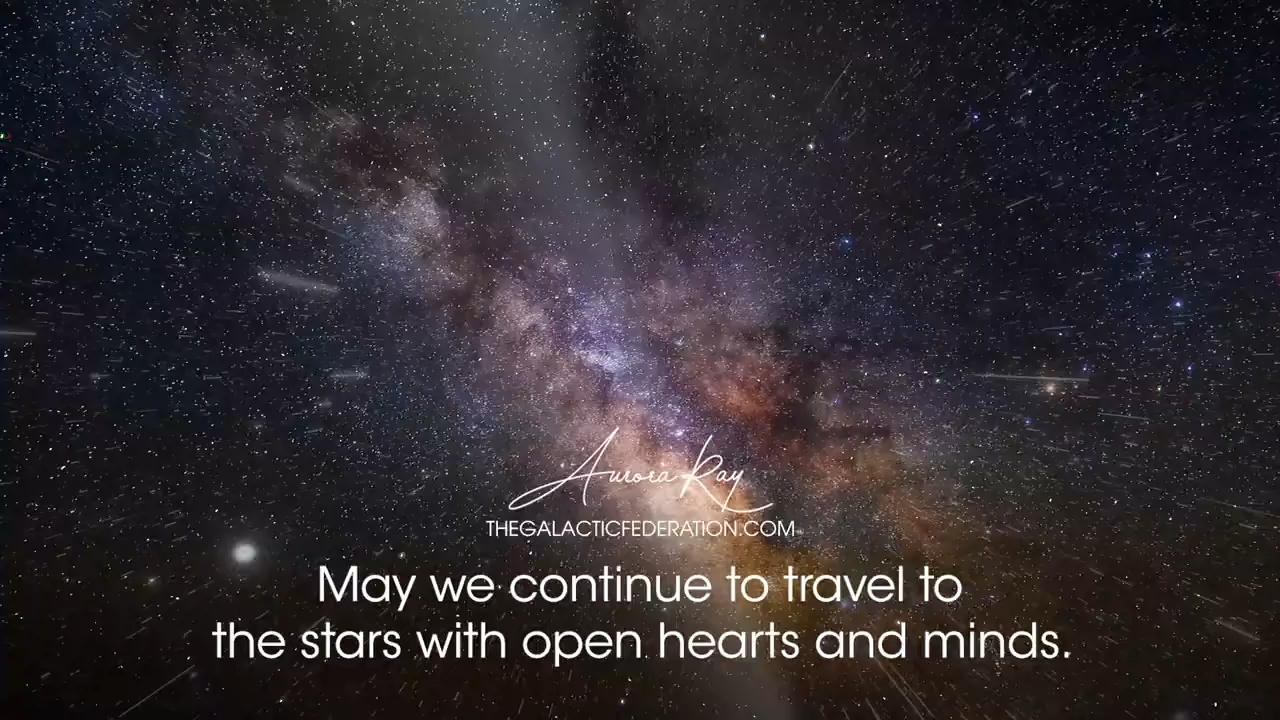 Aurora Ray
THEGALACTICFEDERATION.COM
May we continue to travel to
the stars with open hearts and minds.